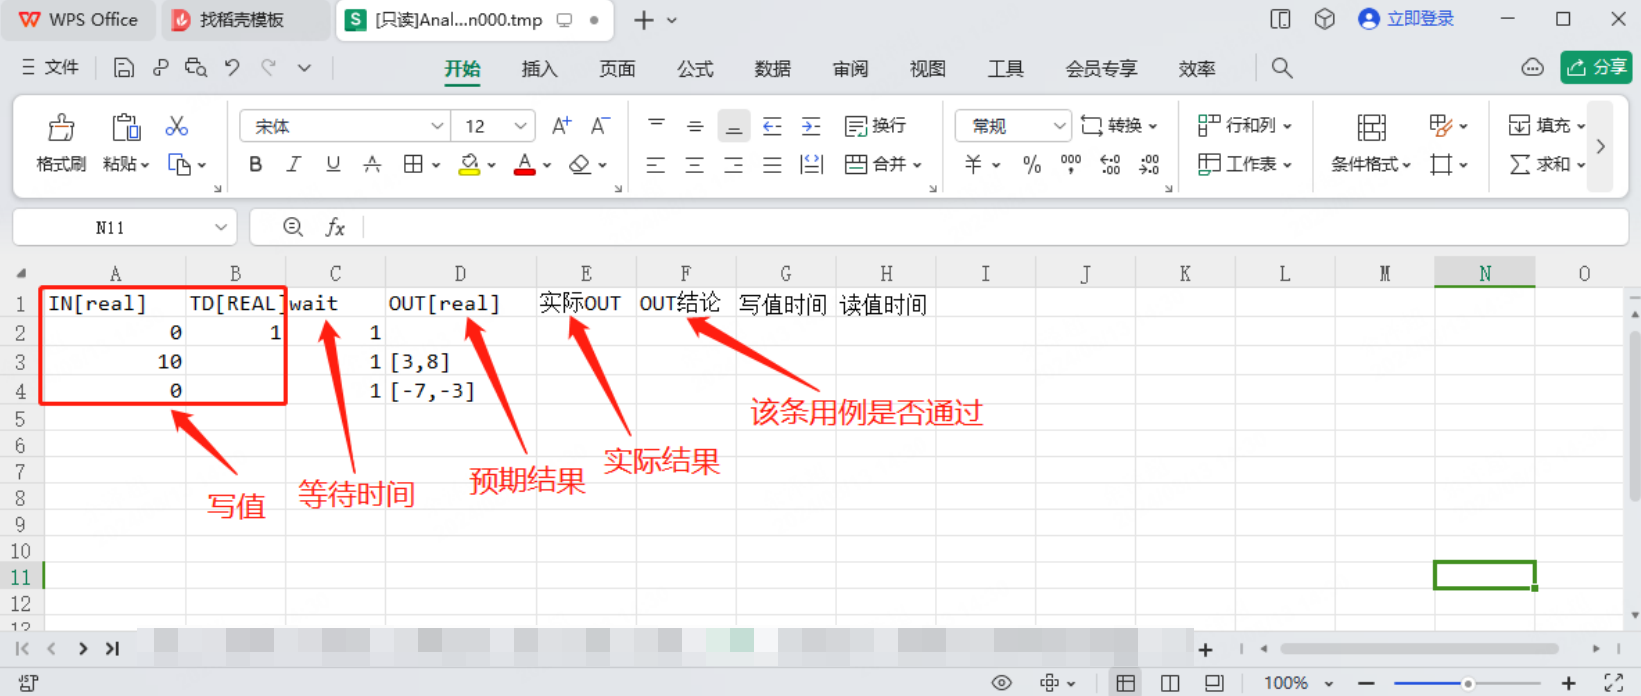 WPS Office 找稻壳模板 [只读]Anal...n000.tmp 立即登录
文件 开始 插入 页面 公式 数据 审阅 视图 工具 会员专享 效率 分享
宋体 12 A+ A- 换行 常规 转换 行和列 填充
格式刷 粘贴 B I U A A 合并 ¥ % 000 工作表 条件格式 求和
N11 fx
A B C D E F G H I J K L M N O
1 IN[real] TD[REAL] wait OUT[real] 实际OUT OUT结论 写值时间 读值时间
2 0 1 1
3 10 1 [3,8]
4 0 1 [-7,-3]
5 该条用例是否通过
6
7 写值 等待时间 预期结果 实际结果
8
9
10
11
12
13
100%